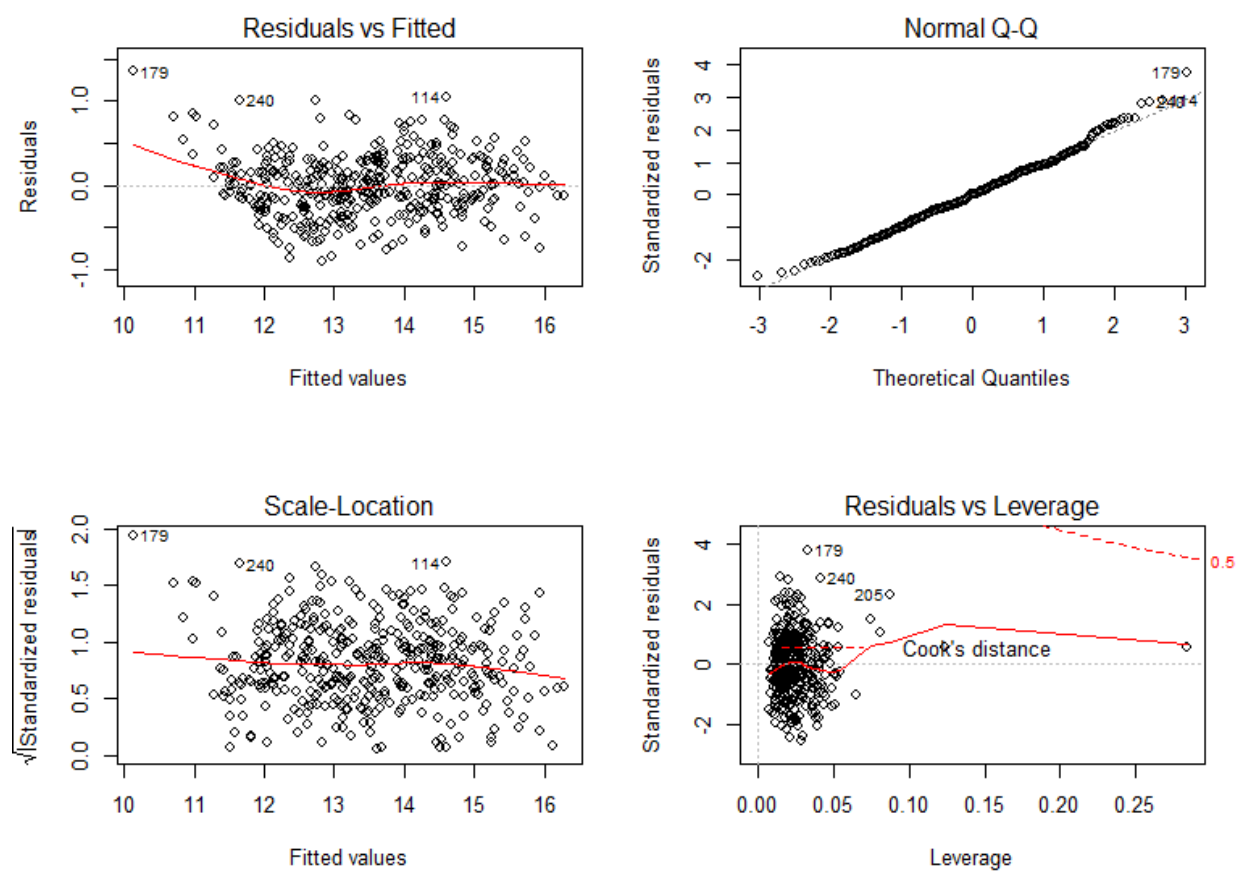 Residuals vs Fitted
Residuals
-1.0 0.0 1.0
179
240
114
10 11 12 13 14 15 16
Fitted values
Normal Q-Q
Standardized residuals
-2 0 1 2 3 4
179
240
114
-3 -2 -1 0 1 2 3
Theoretical Quantiles
Scale-Location
√|Standardized residuals|
0.0 0.5 1.0 1.5 2.0
179
240
114
10 11 12 13 14 15 16
Fitted values
Residuals vs Leverage
Standardized residuals
-2 0 2 4
179
240
205
0.5
Cook's distance
0.00 0.05 0.10 0.15 0.20 0.25
Leverage